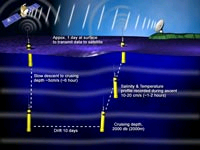 Appox. 1 day at surface
to transmit data to satellite
Slow descent to cruising
depth ~5cm/s (~6 hour)
Salinity & Temperature
profile recorded during ascent
10-20 cm/s (~1-2 hours)
Drift 10 days
Cruising depth,
2000 db (2000m)